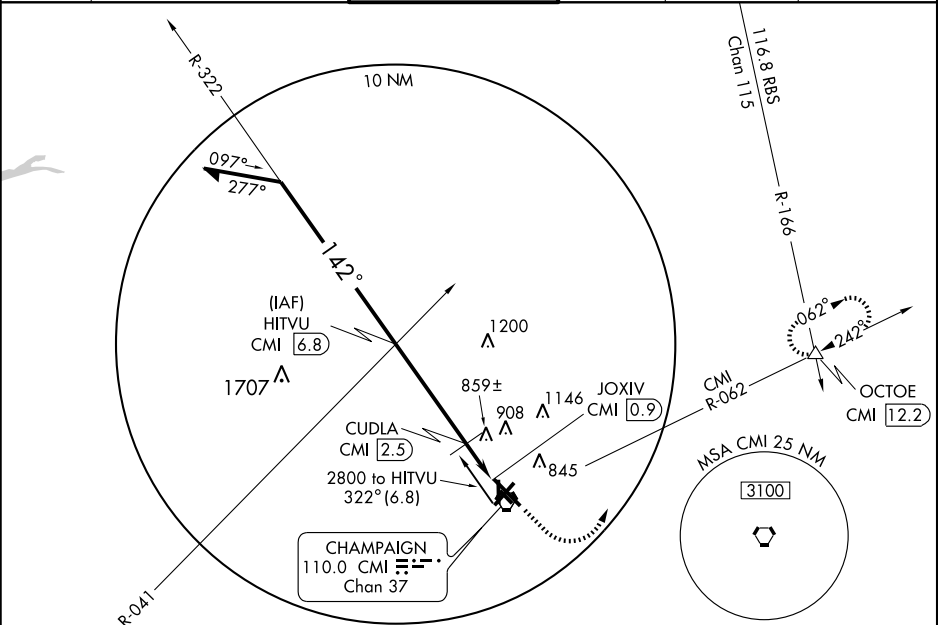 R-322
10 NM
116.8 RBS
Chan 115
097°
277°
R-166
142°
(IAF)
HITVU
CMI 6.8
1200
062°
242°
1707
859±
JOXIV
CMI 0.9
CMI
R-062
OCTOE
CMI 12.2
1146
908
CUDLA
CMI 2.5
845
MSA CMI 25 NM
2800 to HITVU
322° (6.8)
3100
CHAMPAIGN
110.0 CMI
Chan 37
R-041